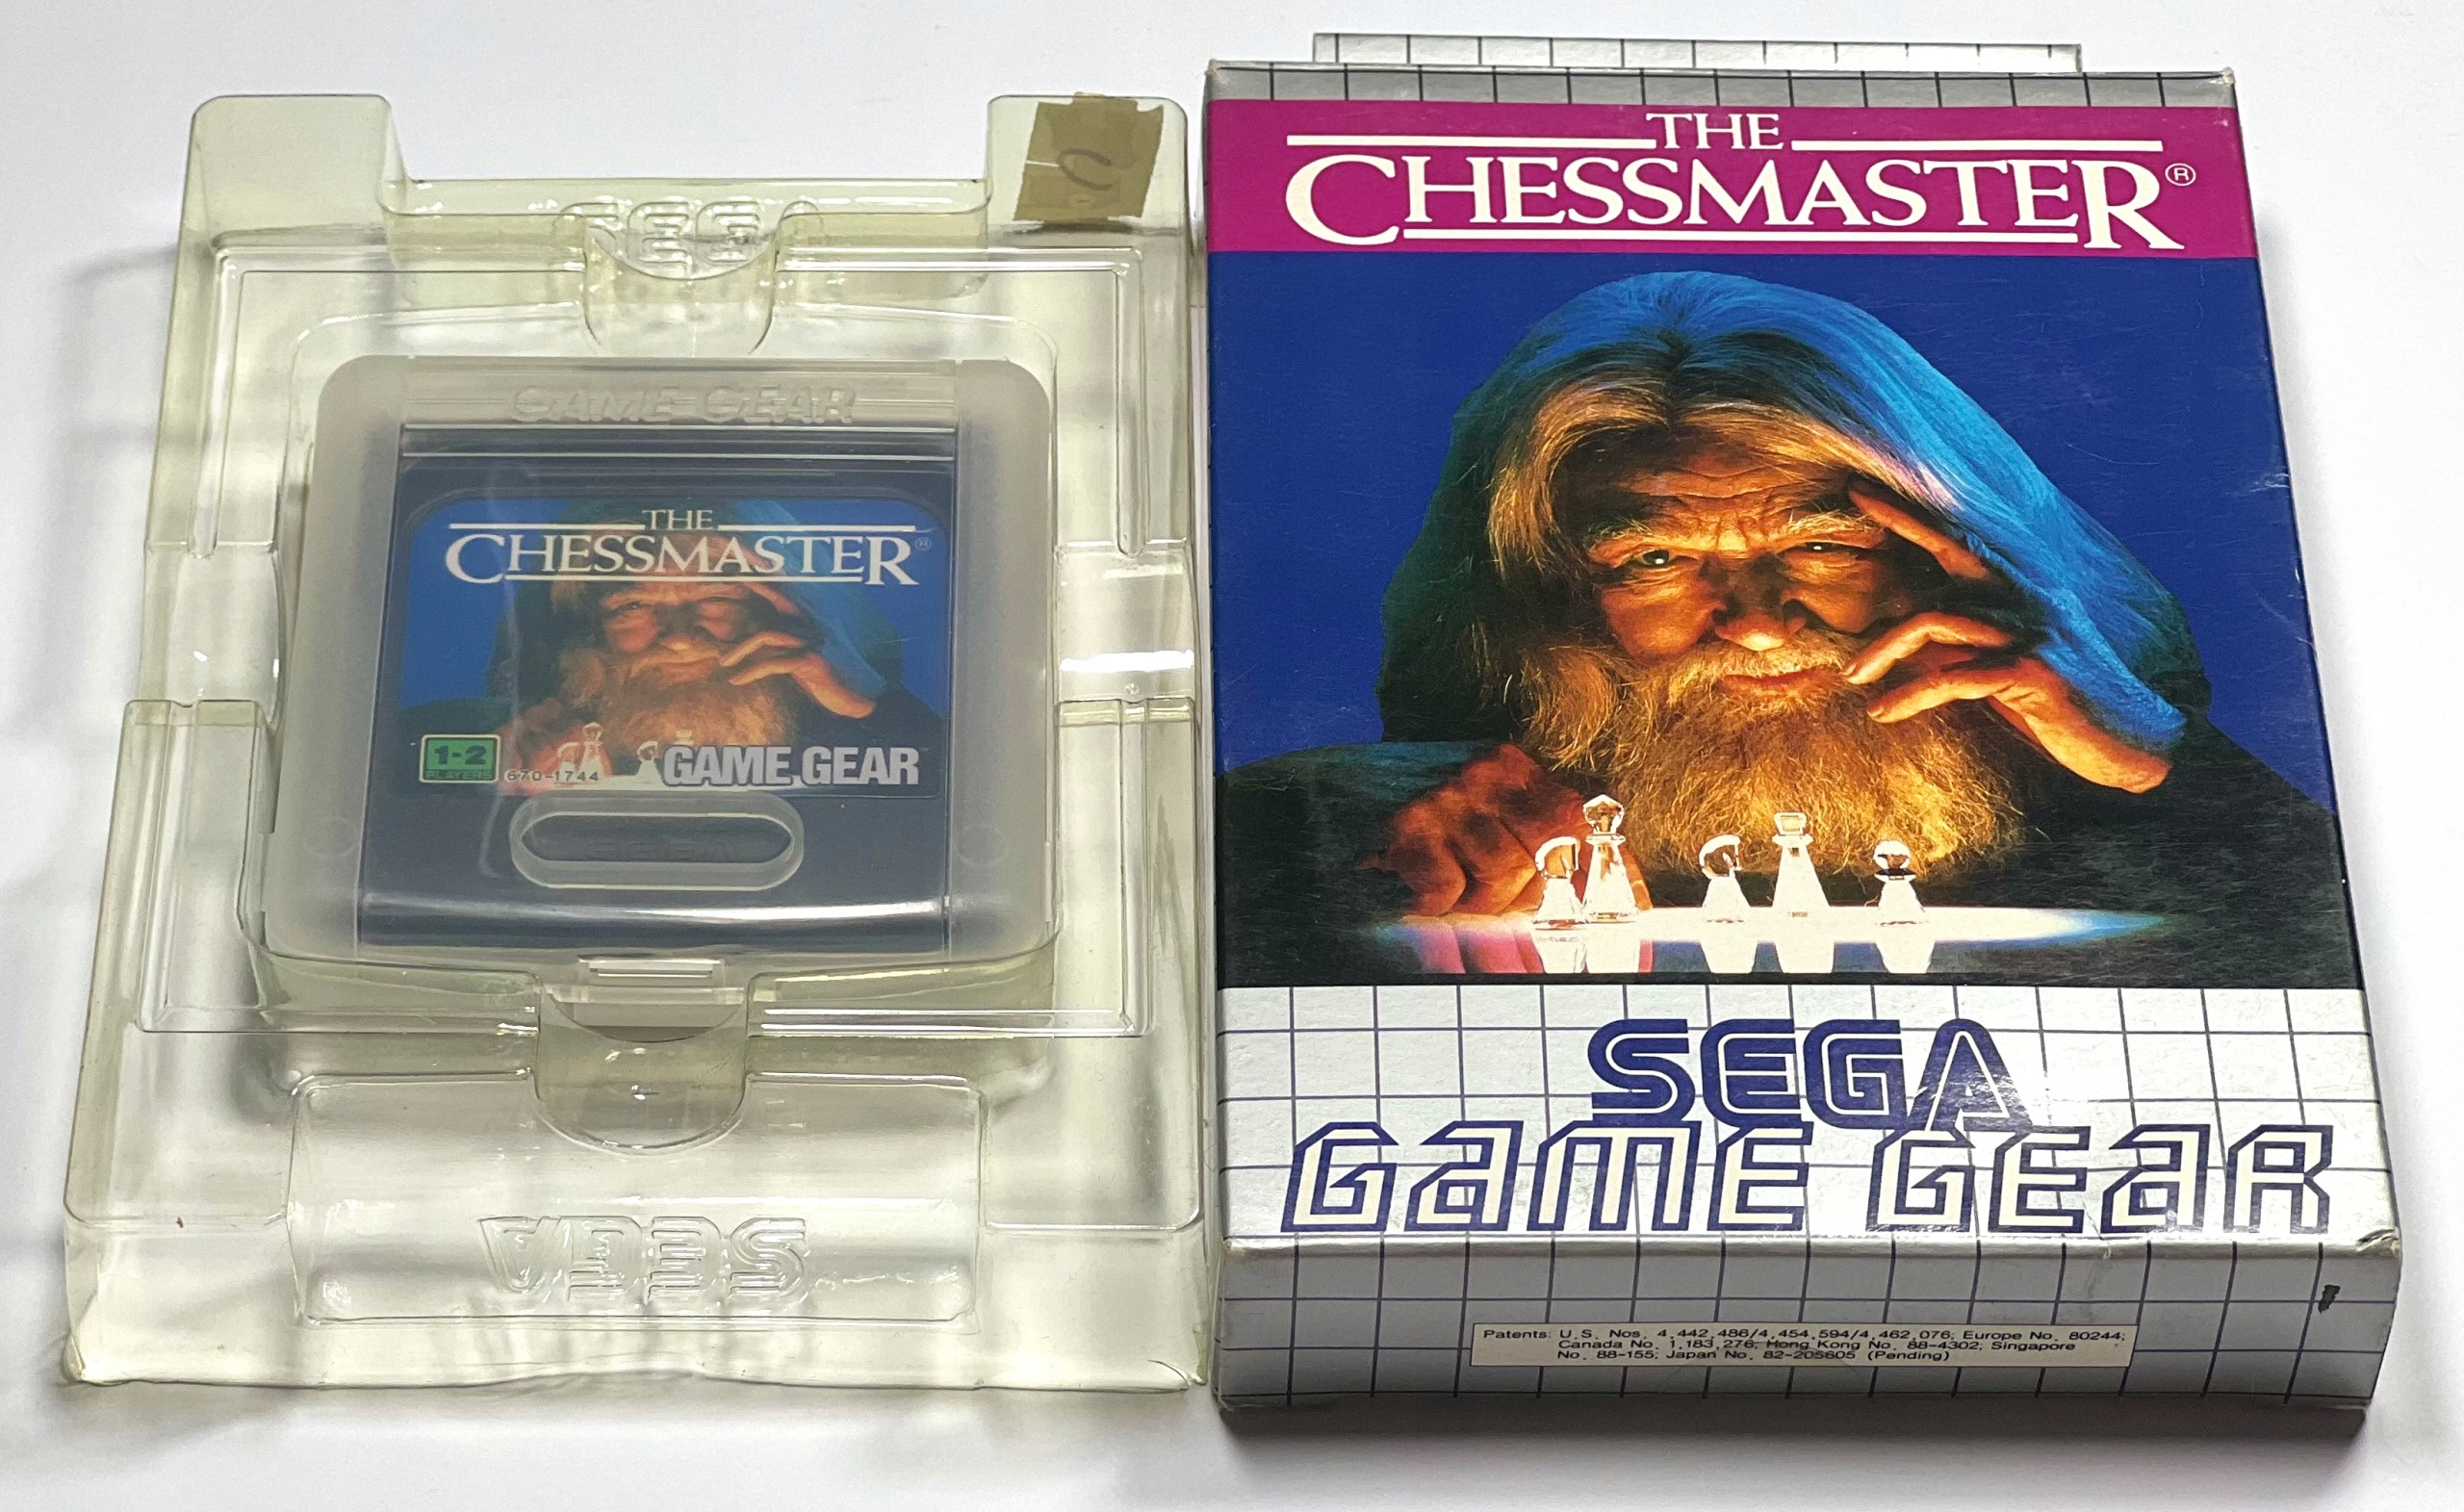 SEGA
GAME GEAR
THE
CHESSMASTER®
1-2
PLAYERS
670-1744
GAME GEAR
SEGA
SEGA
THE
CHESSMASTER®
SEGA
GAME GEAR
Patents: U.S. Nos. 4,442,486/4,454,594/4,462,076; Europe No. 80244;
Canada No. 1,183,276; Hong Kong No. 88-4302; Singapore
No. 88-155; Japan No. 82-205605 (Pending)